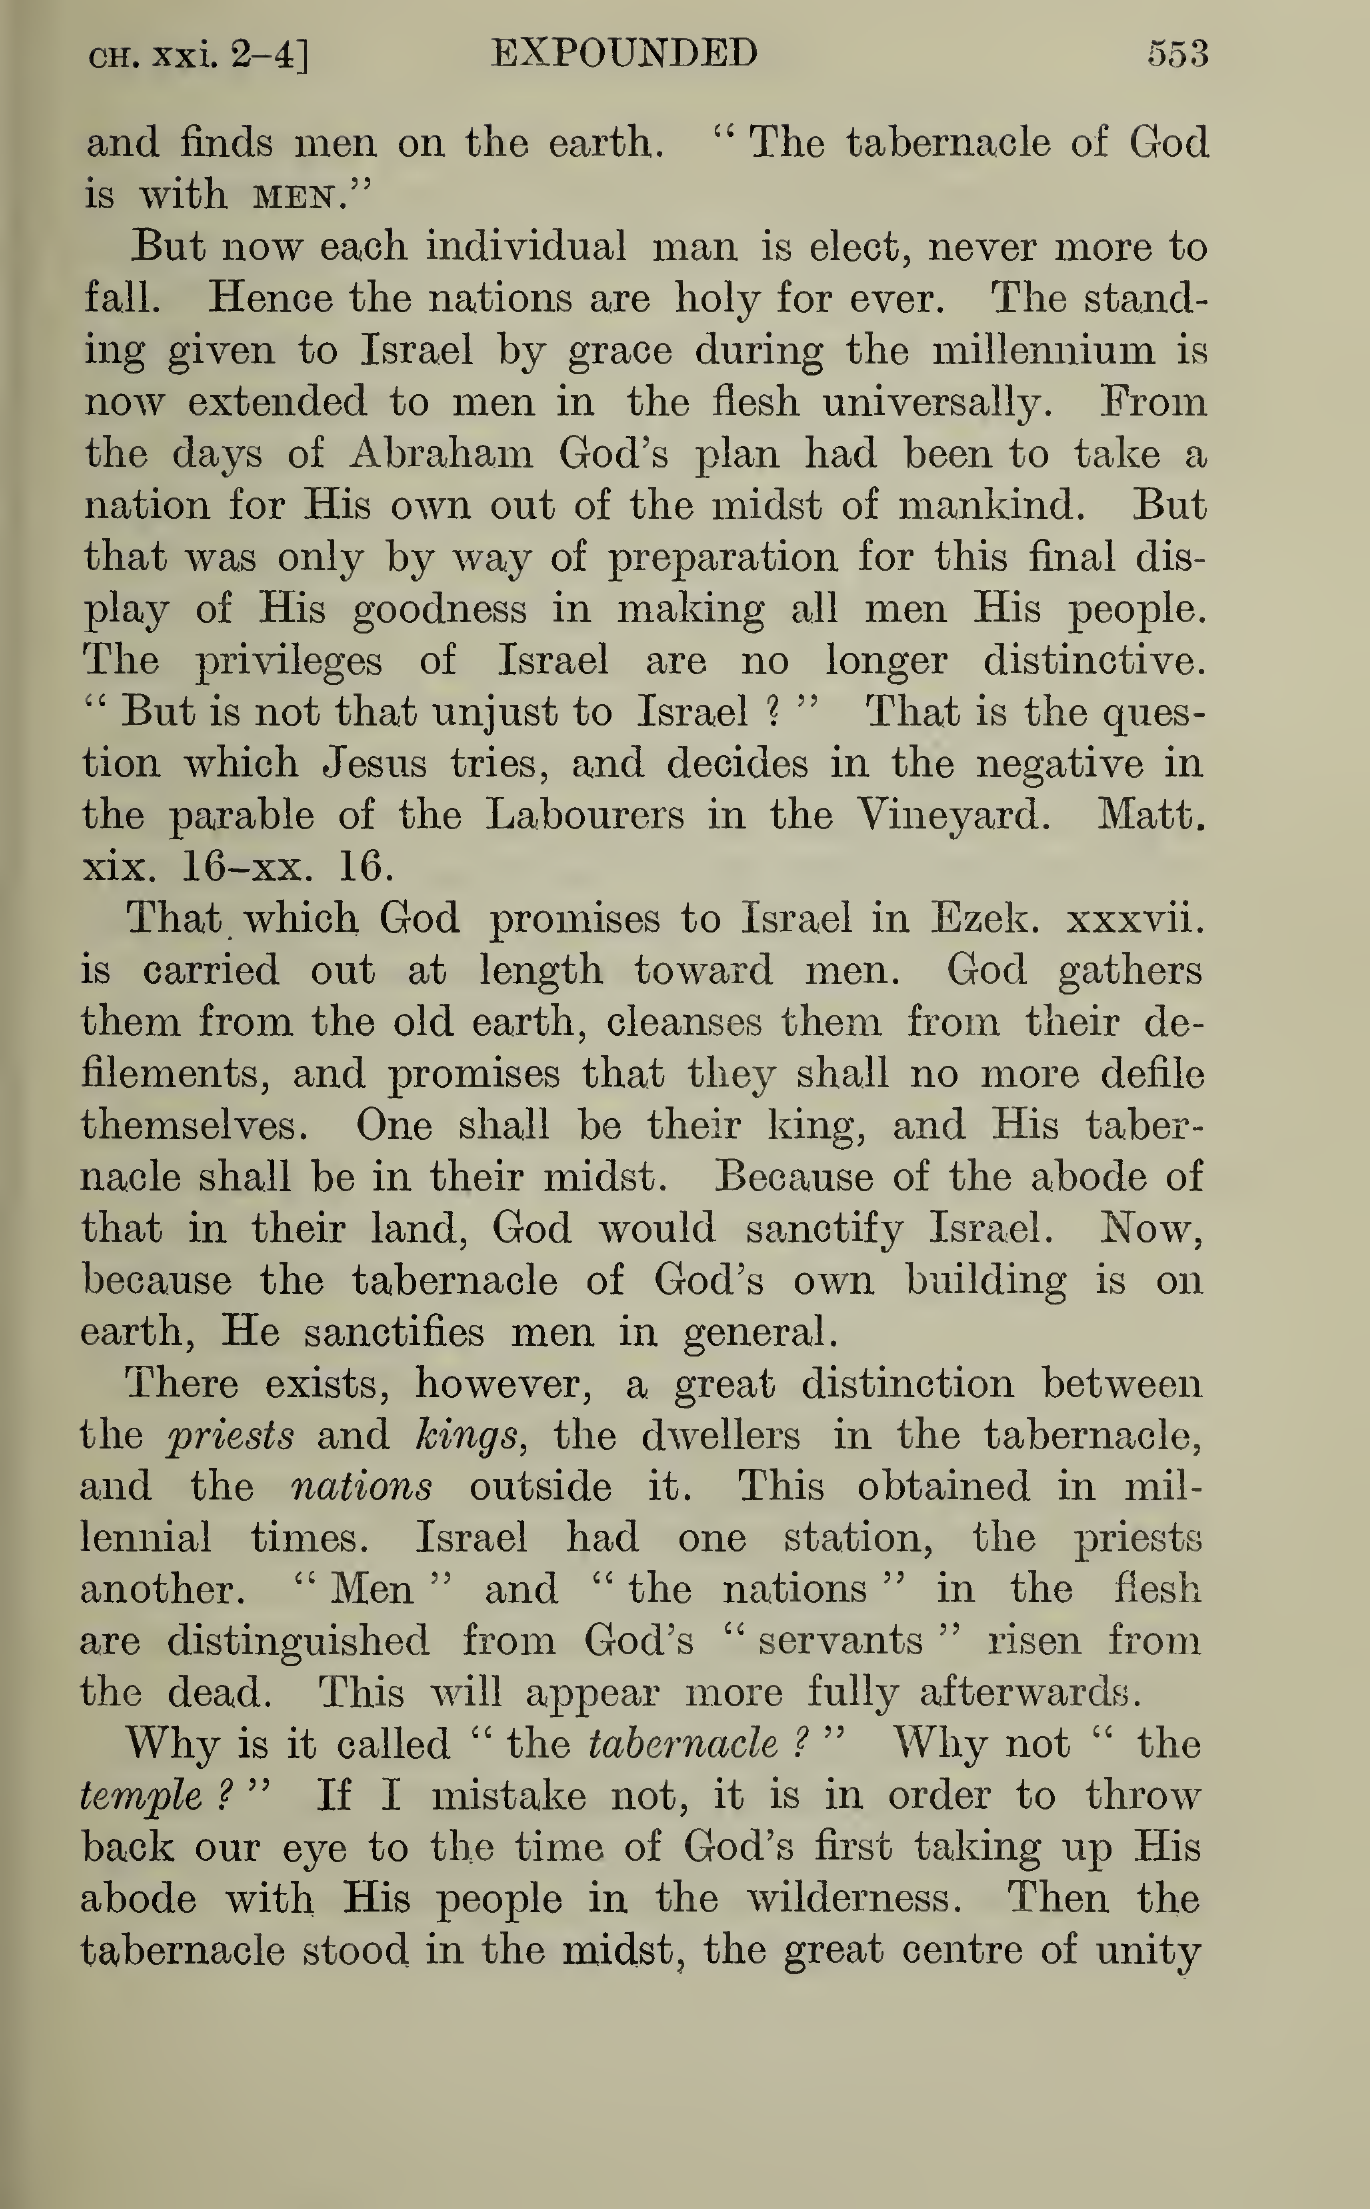 CH. xxi. 2–4] EXPOUNDED 553
and finds men on the earth. “ The tabernacle of God
is with MEN.”
But now each individual man is elect, never more to
fall. Hence the nations are holy for ever. The stand-
ing given to Israel by grace during the millennium is
now extended to men in the flesh universally. From
the days of Abraham God’s plan had been to take a
nation for His own out of the midst of mankind. But
that was only by way of preparation for this final dis-
play of His goodness in making all men His people.
The privileges of Israel are no longer distinctive.
“ But is not that unjust to Israel ? ” That is the ques-
tion which Jesus tries, and decides in the negative in
the parable of the Labourers in the Vineyard. Matt.
xix. 16–xx. 16.
That which God promises to Israel in Ezek. xxxvii.
is carried out at length toward men. God gathers
them from the old earth, cleanses them from their de-
filements, and promises that they shall no more defile
themselves. One shall be their king, and His taber-
nacle shall be in their midst. Because of the abode of
that in their land, God would sanctify Israel. Now,
because the tabernacle of God’s own building is on
earth, He sanctifies men in general.
There exists, however, a great distinction between
the priests and kings, the dwellers in the tabernacle,
and the nations outside it. This obtained in mil-
lennial times. Israel had one station, the priests
another. “ Men ” and “ the nations ” in the flesh
are distinguished from God’s “ servants ” risen from
the dead. This will appear more fully afterwards.
Why is it called “ the tabernacle ? ” Why not “ the
temple ? ” If I mistake not, it is in order to throw
back our eye to the time of God’s first taking up His
abode with His people in the wilderness. Then the
tabernacle stood in the midst, the great centre of unity